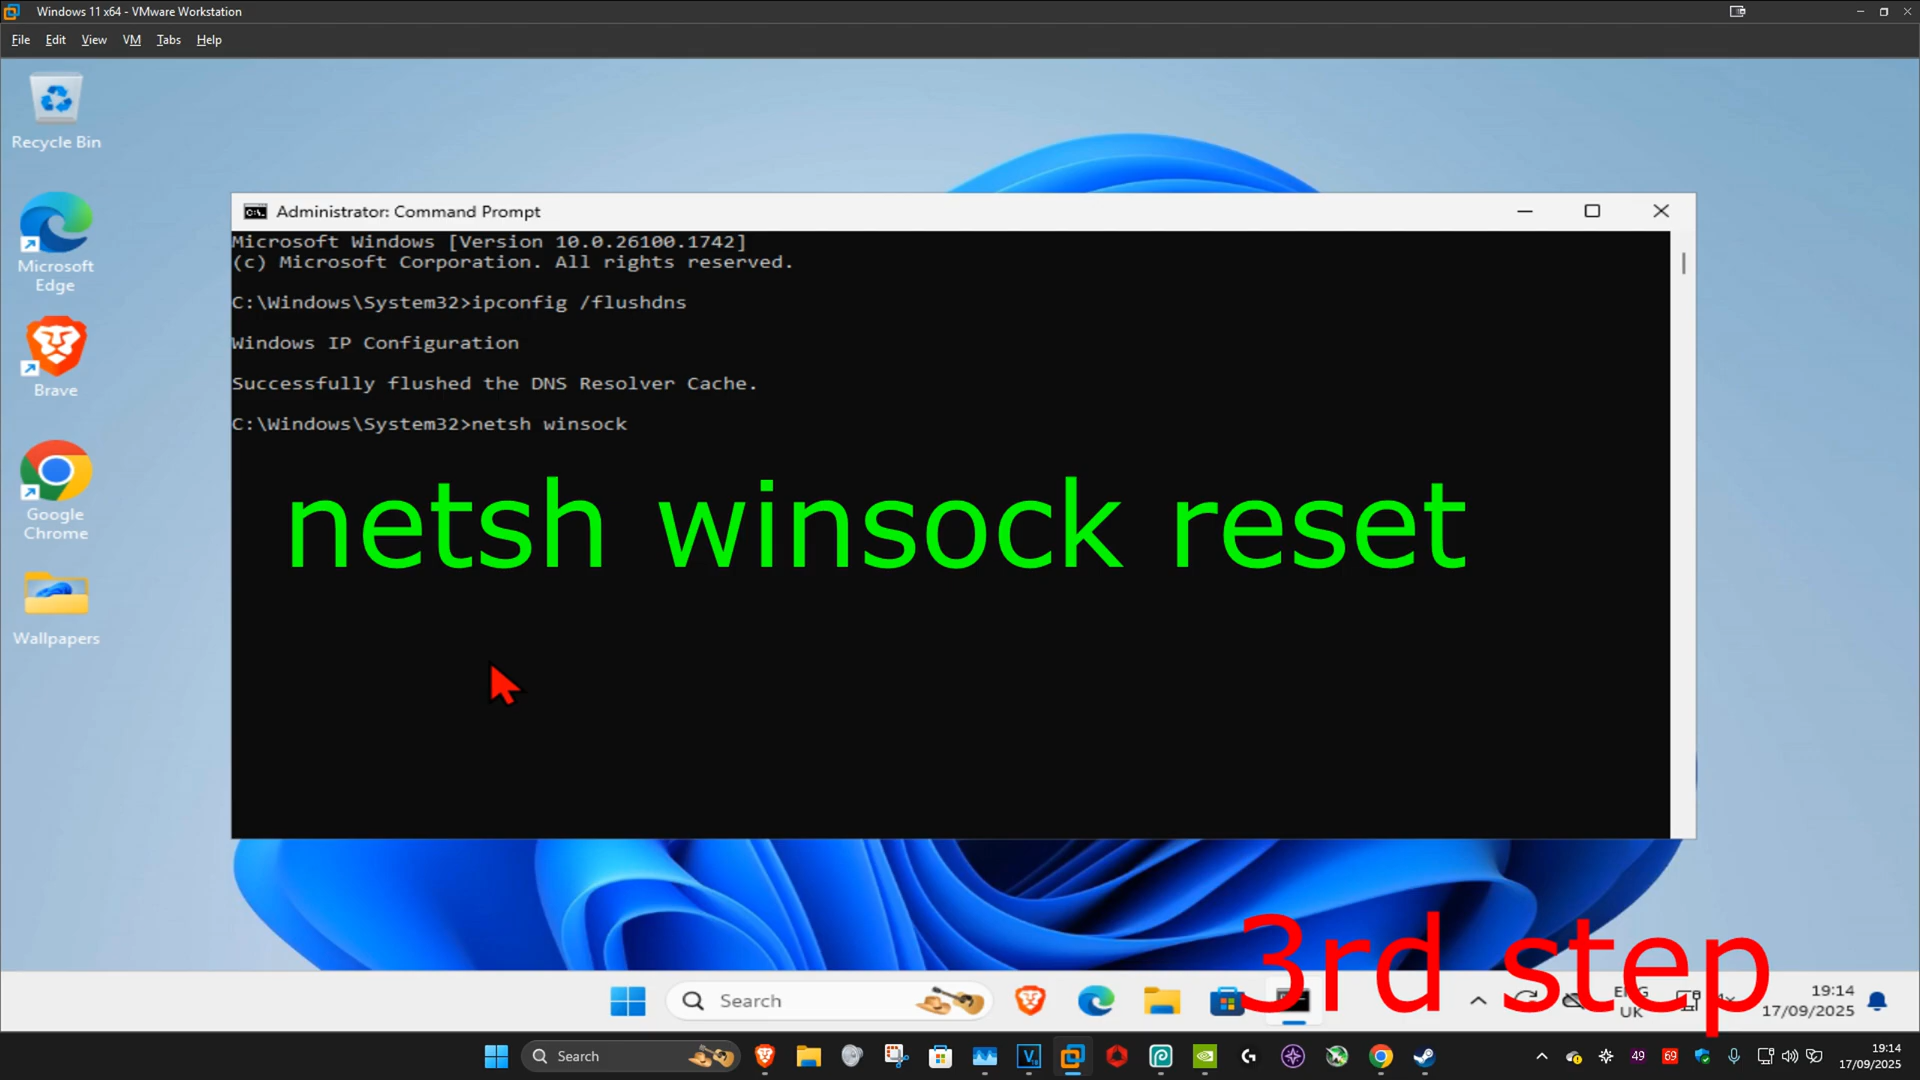 Windows 11 x64 - VMware Workstation
File Edit View VM Tabs Help
Recycle Bin
Microsoft
Edge
Brave
Google
Chrome
Wallpapers
Administrator: Command Prompt
Microsoft Windows [Version 10.0.26100.1742]
(c) Microsoft Corporation. All rights reserved.
C:\Windows\System32>ipconfig /flushdns
Windows IP Configuration
Successfully flushed the DNS Resolver Cache.
C:\Windows\System32>netsh winsock
netsh winsock reset
3rd step
Search
UK
19:14
17/09/2025
Search
49
69
19:14
17/09/2025